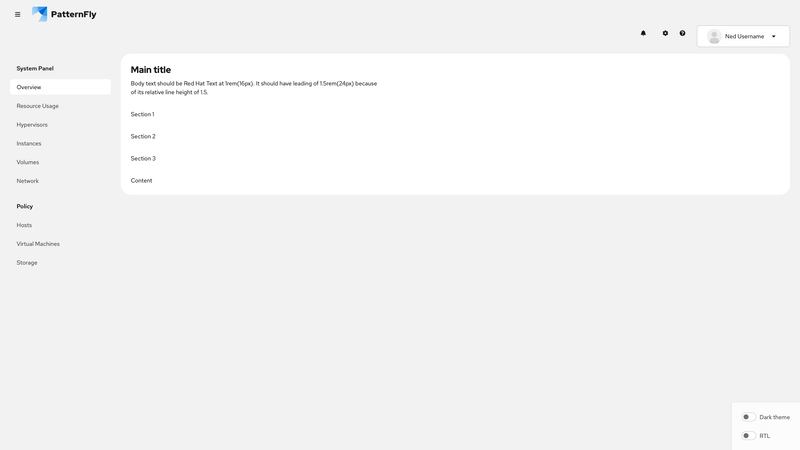 PatternFly
Ned Username
System Panel
Overview
Resource Usage
Hypervisors
Instances
Volumes
Network
Policy
Hosts
Virtual Machines
Storage
Main title
Body text should be Red Hat Text at 1rem(16px). It should have leading of 1.5rem(24px) because
of its relative line height of 1.5.
Section 1
Section 2
Section 3
Content
Dark theme
RTL